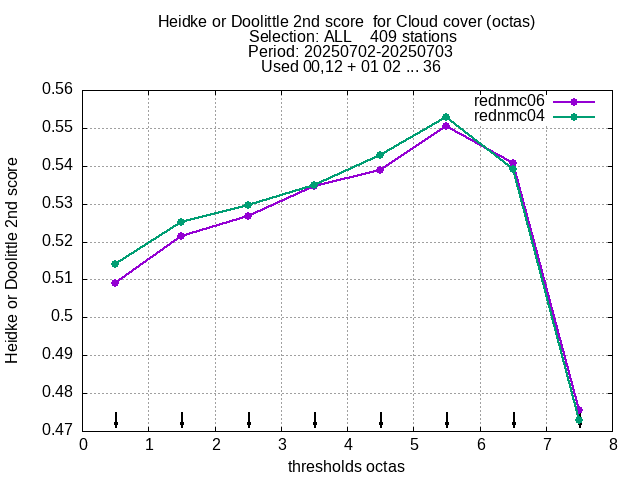 Heidke or Doolittle 2nd score  for Cloud cover (octas)
Selection: ALL    409 stations
Period: 20250702-20250703
Used 00,12 + 01 02 ... 36
rednmc06
rednmc04
Heidke or Doolittle 2nd score
0.56
0.55
0.54
0.53
0.52
0.51
0.5
0.49
0.48
0.47
0 1 2 3 4 5 6 7 8
thresholds octas